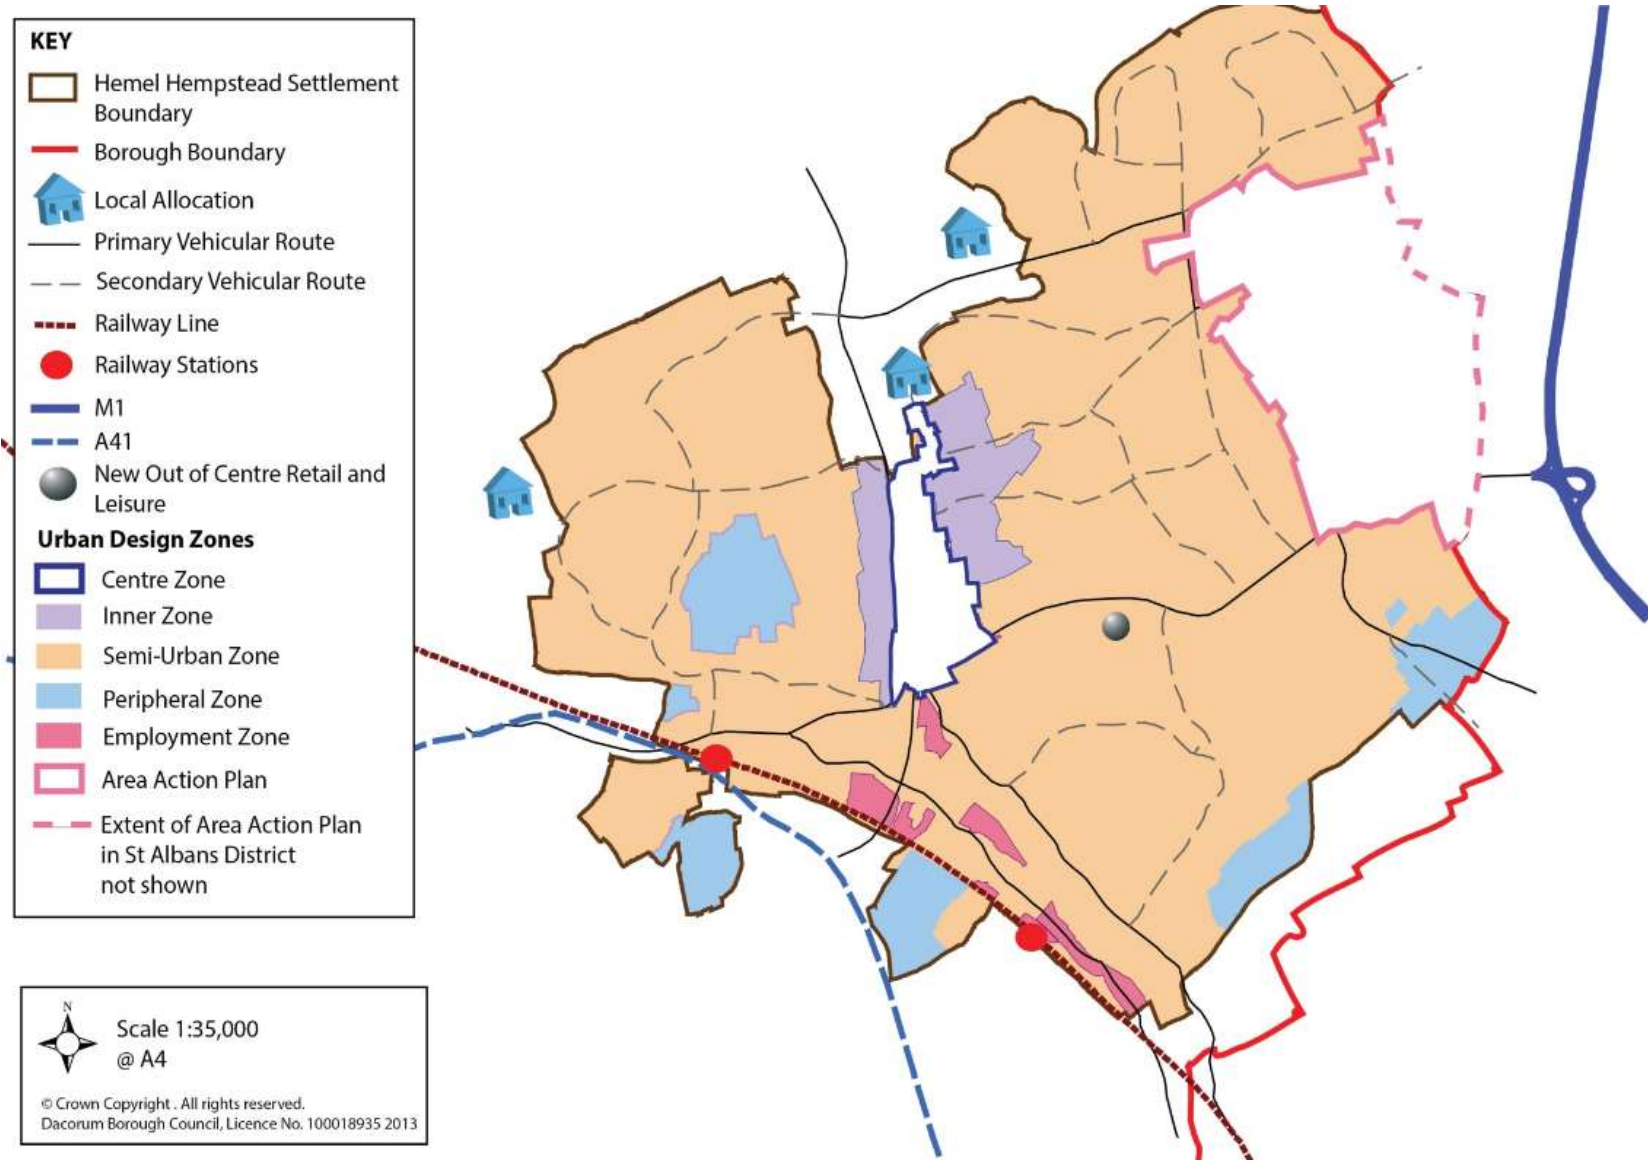 KEY
Hemel Hempstead Settlement
Boundary
Borough Boundary
Local Allocation
Primary Vehicular Route
Secondary Vehicular Route
Railway Line
Railway Stations
M1
A41
New Out of Centre Retail and
Leisure
Urban Design Zones
Centre Zone
Inner Zone
Semi-Urban Zone
Peripheral Zone
Employment Zone
Area Action Plan
Extent of Area Action Plan
in St Albans District
not shown
N
Scale 1:35,000
@ A4
© Crown Copyright . All rights reserved.
Dacorum Borough Council, Licence No. 100018935 2013